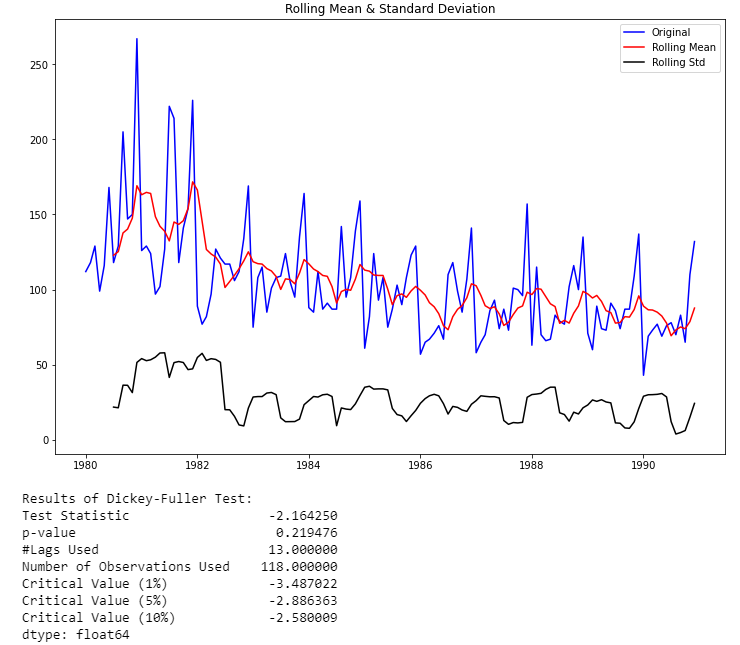 Rolling Mean & Standard Deviation
Original
Rolling Mean
Rolling Std
250
200
150
100
50
0
1980 1982 1984 1986 1988 1990
Results of Dickey-Fuller Test:
Test Statistic -2.164250
p-value 0.219476
#Lags Used 13.000000
Number of Observations Used 118.000000
Critical Value (1%) -3.487022
Critical Value (5%) -2.886363
Critical Value (10%) -2.580009
dtype: float64